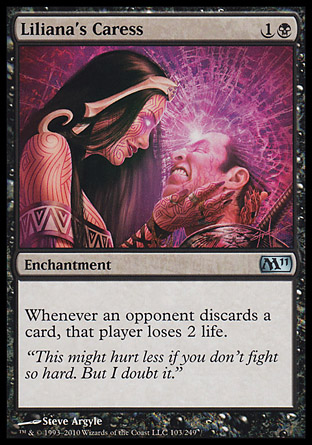 Liliana's Caress 1
Enchantment M11
Whenever an opponent discards
a card, that player loses 2 life.
“This might hurt less if you don’t fight
so hard. But I doubt it.”
Steve Argyle
™ & © 1993–2010 Wizards of the Coast LLC 103/249